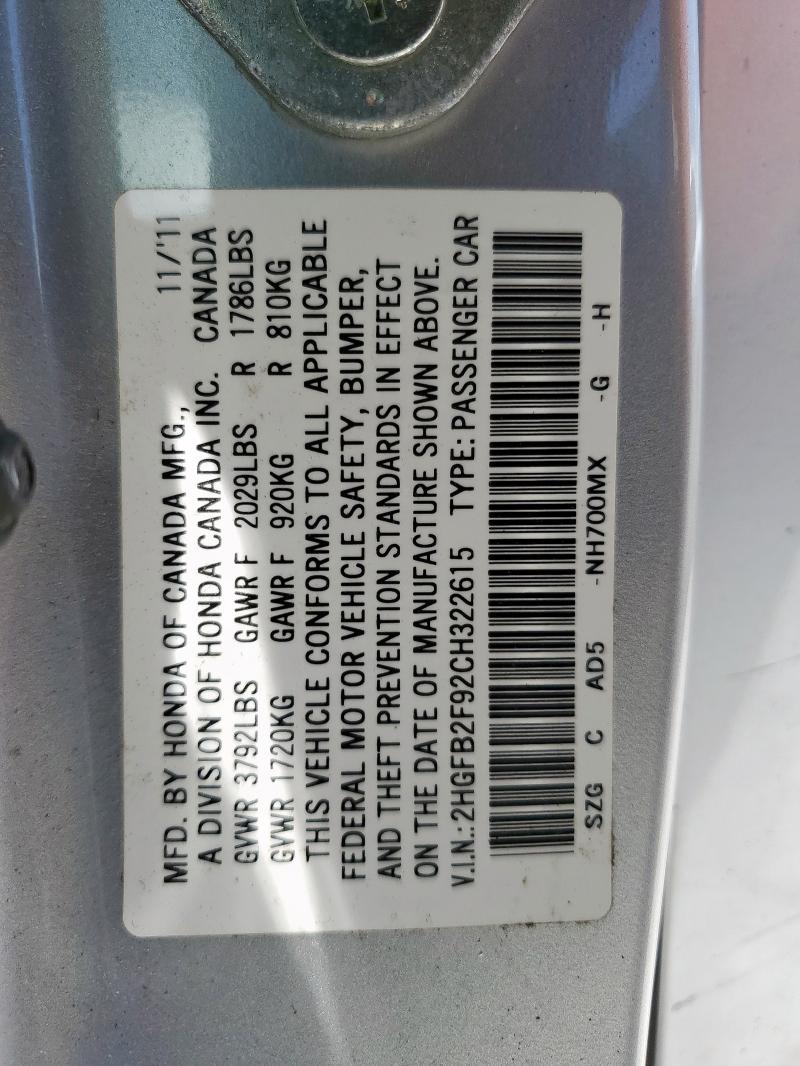 11/'11
MFD. BY HONDA OF CANADA MFG.,
A DIVISION OF HONDA CANADA INC. CANADA
GVWR 3792LBS GAWR F 2029LBS R 1786LBS
GVWR 1720KG GAWR F 920KG R 810KG
THIS VEHICLE CONFORMS TO ALL APPLICABLE
FEDERAL MOTOR VEHICLE SAFETY, BUMPER,
AND THEFT PREVENTION STANDARDS IN EFFECT
ON THE DATE OF MANUFACTURE SHOWN ABOVE.
V.I.N.:2HGFB2F92CH322615 TYPE:PASSENGER CAR
SZG C AD5 -NH700MX -G -H